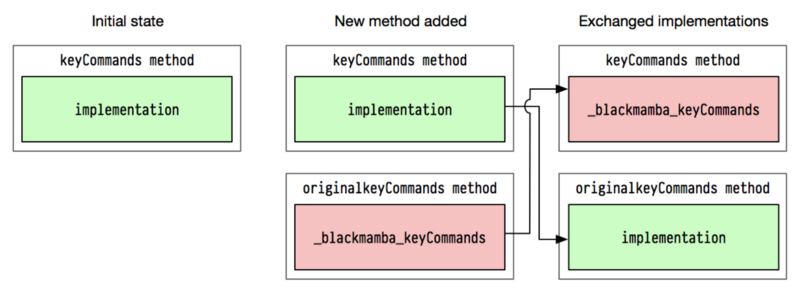 Initial state
New method added
Exchanged implementations
keyCommands method
implementation
keyCommands method
implementation
keyCommands method
_blackmamba_keyCommands
originalkeyCommands method
_blackmamba_keyCommands
originalkeyCommands method
implementation